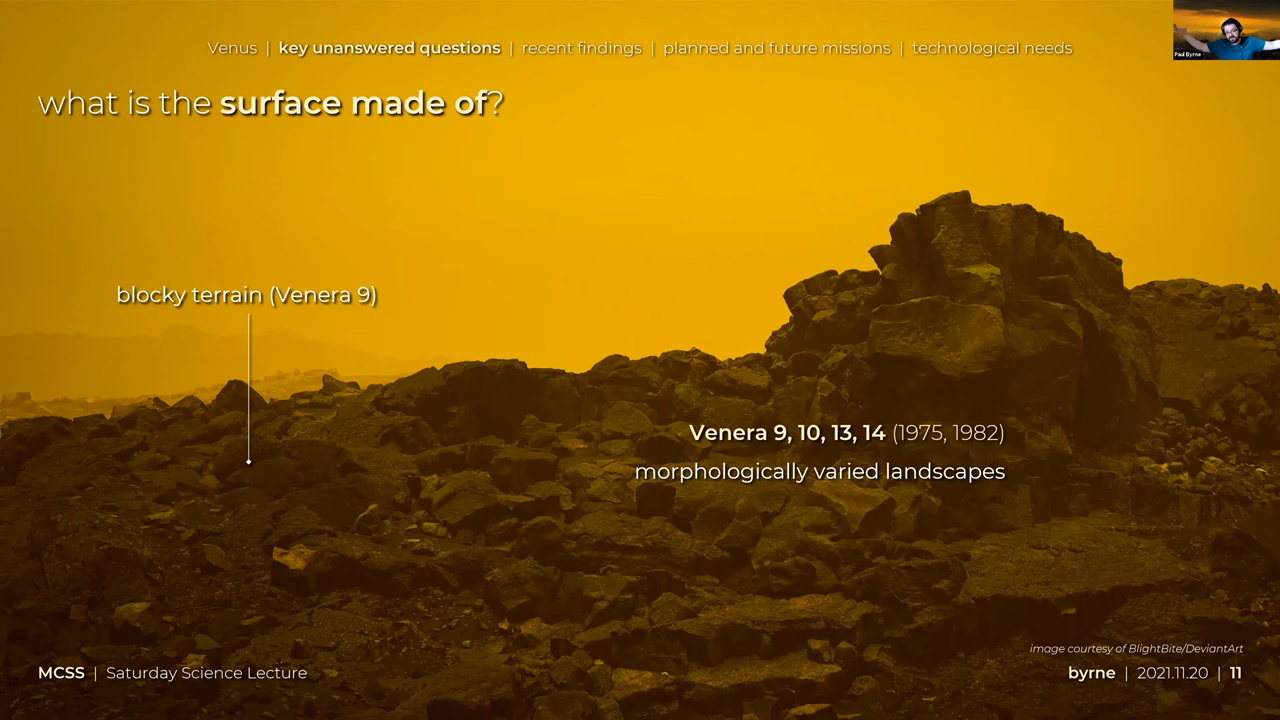 Venus | key unanswered questions | recent findings | planned and future missions | technological needs
Paul Byrne
what is the surface made of?
blocky terrain (Venera 9)
Venera 9, 10, 13, 14 (1975, 1982)
morphologically varied landscapes
image courtesy of BlightBite/DeviantArt
MCSS | Saturday Science Lecture
byrne | 2021.11.20 | 11